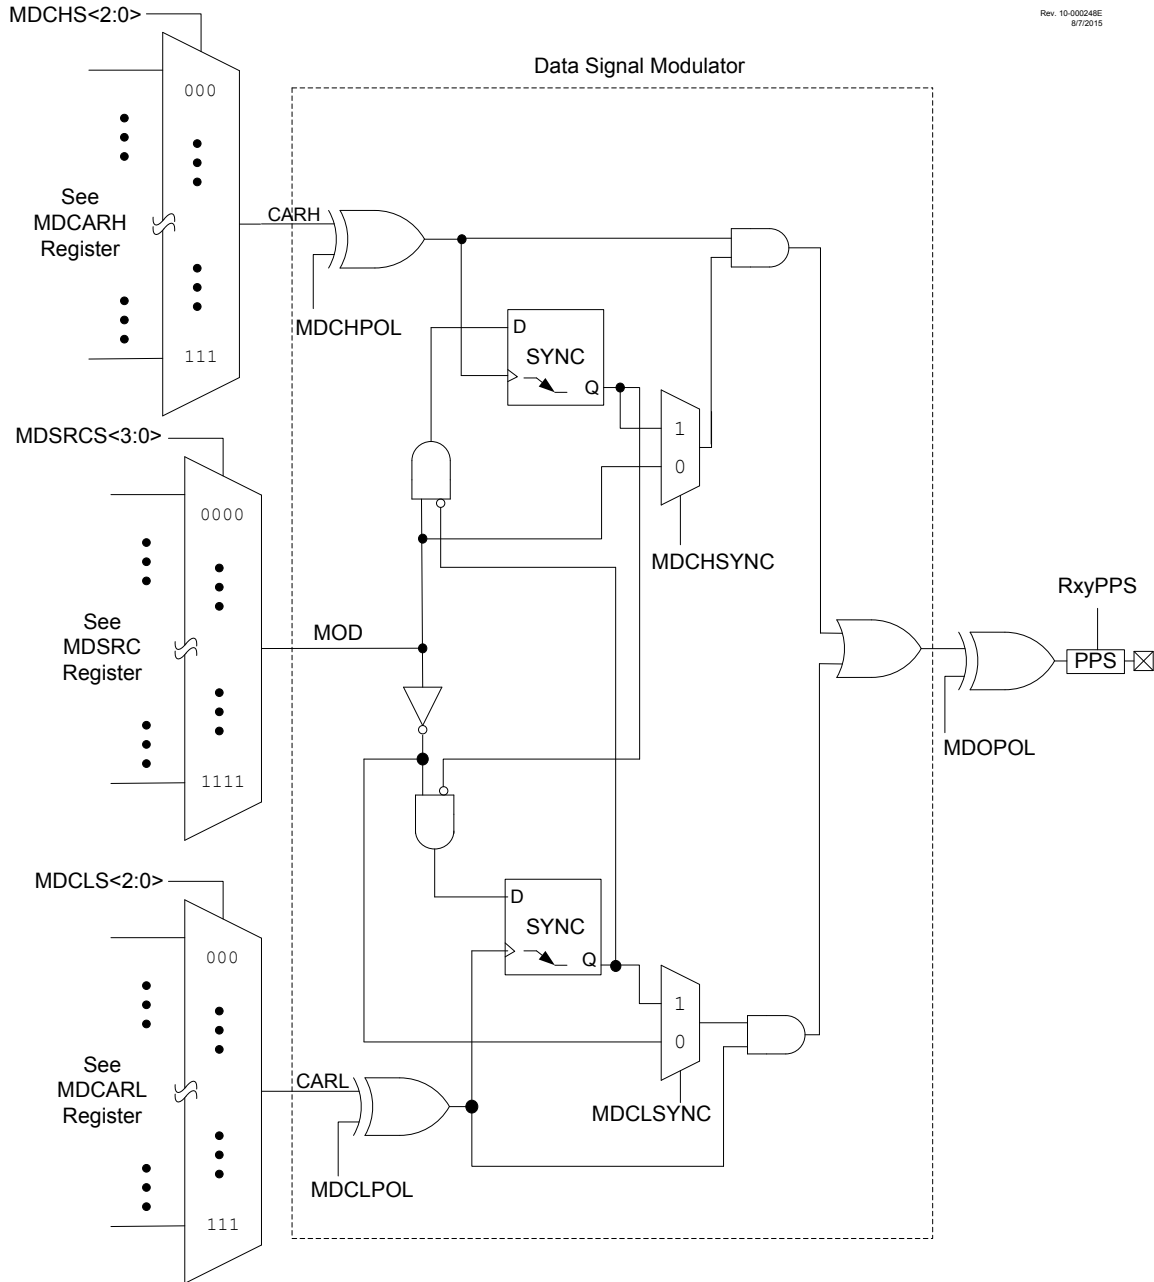 MDCHS<2:0>
Rev. 10-000248E
8/7/2015
Data Signal Modulator
000
See
MDCARH
Register
CARH
111
MDCHPOL
D
SYNC
Q
1
0
MDCHSYNC
MDSRCS<3:0>
0000
See
MDSRC
Register
MOD
1111
RxyPPS
PPS
MDOPOL
MDCLS<2:0>
000
See
MDCARL
Register
CARL
111
D
SYNC
Q
1
0
MDCLSYNC
MDCLPOL